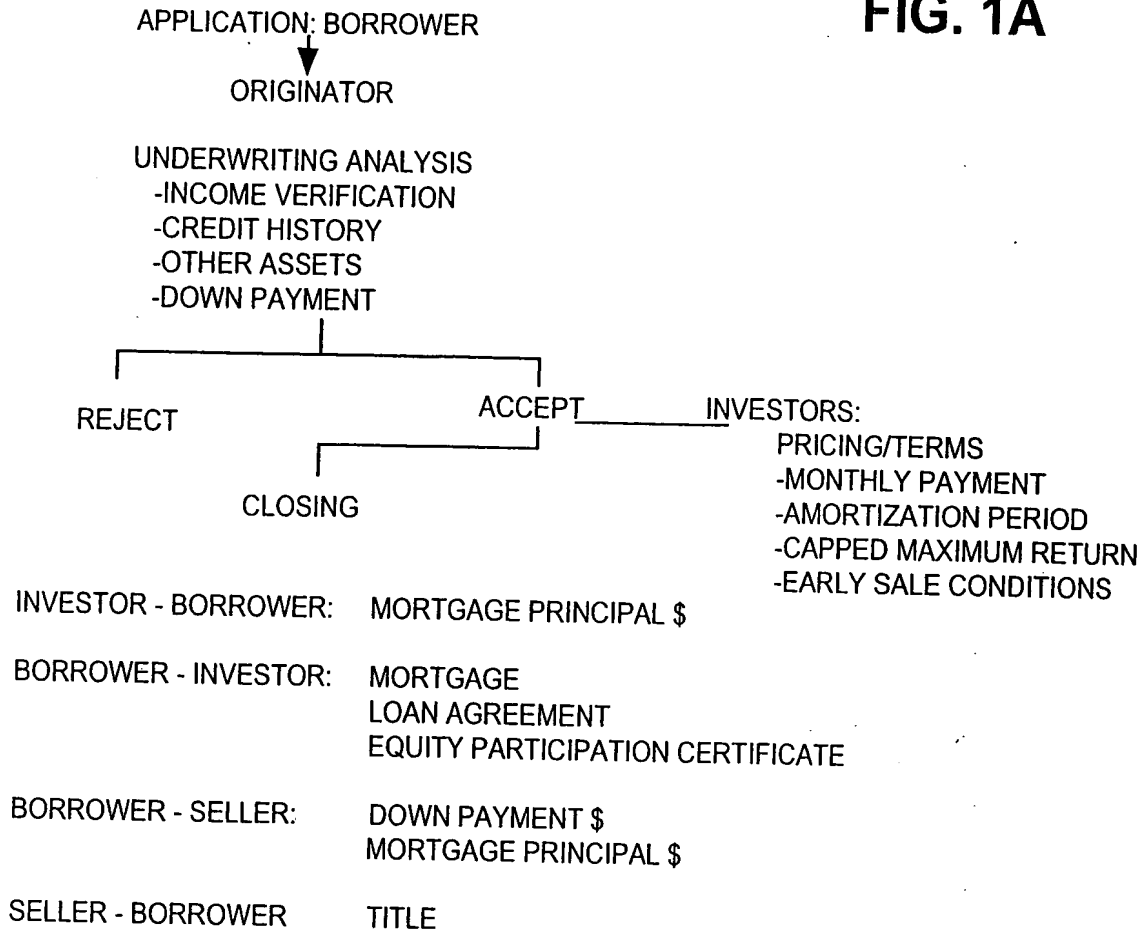 FIG. 1A
APPLICATION: BORROWER
ORIGINATOR
UNDERWRITING ANALYSIS
-INCOME VERIFICATION
-CREDIT HISTORY
-OTHER ASSETS
-DOWN PAYMENT
REJECT
ACCEPT
INVESTORS:
PRICING/TERMS
-MONTHLY PAYMENT
-AMORTIZATION PERIOD
-CAPPED MAXIMUM RETURN
-EARLY SALE CONDITIONS
CLOSING
INVESTOR - BORROWER: MORTGAGE PRINCIPAL $
BORROWER - INVESTOR: MORTGAGE
LOAN AGREEMENT
EQUITY PARTICIPATION CERTIFICATE
BORROWER - SELLER: DOWN PAYMENT $
MORTGAGE PRINCIPAL $
SELLER - BORROWER TITLE